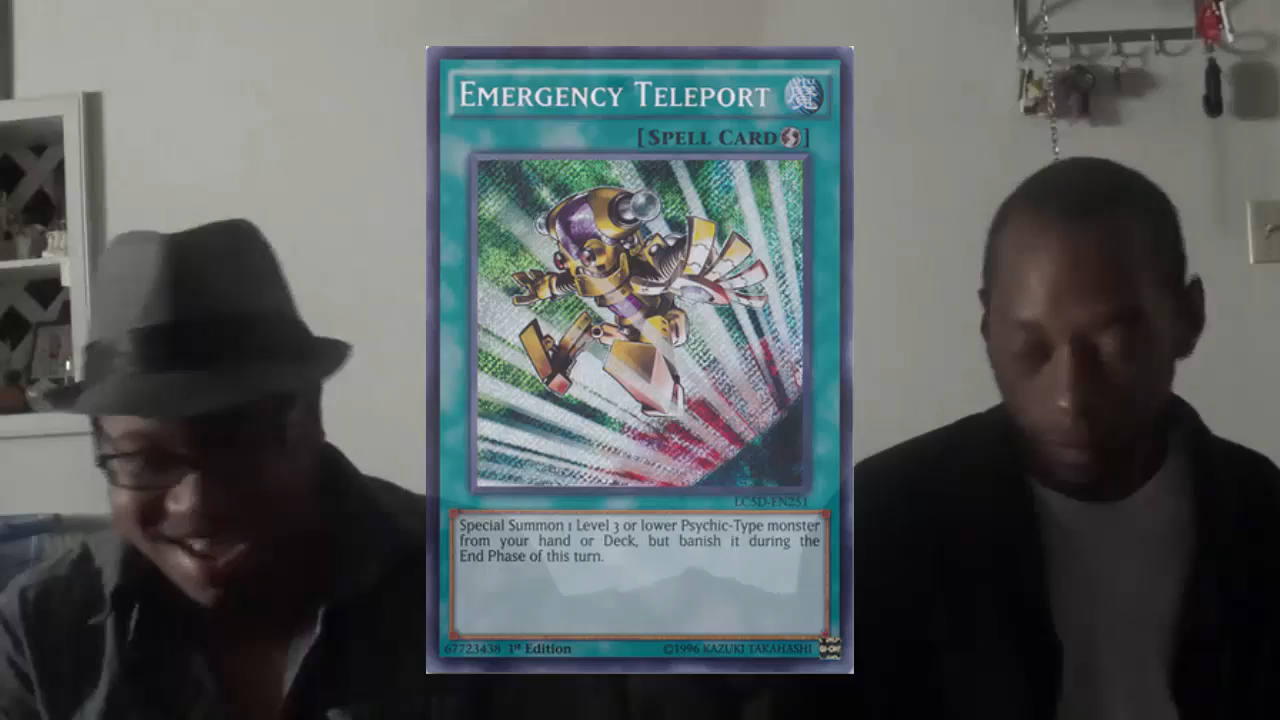 EMERGENCY TELEPORT
[SPELL CARD]
LC5D-EN251
Special Summon 1 Level 3 or lower Psychic-Type monster
from your hand or Deck, but banish it during the
End Phase of this turn.
67723438 1st Edition ©1996 KAZUKI TAKAHASHI